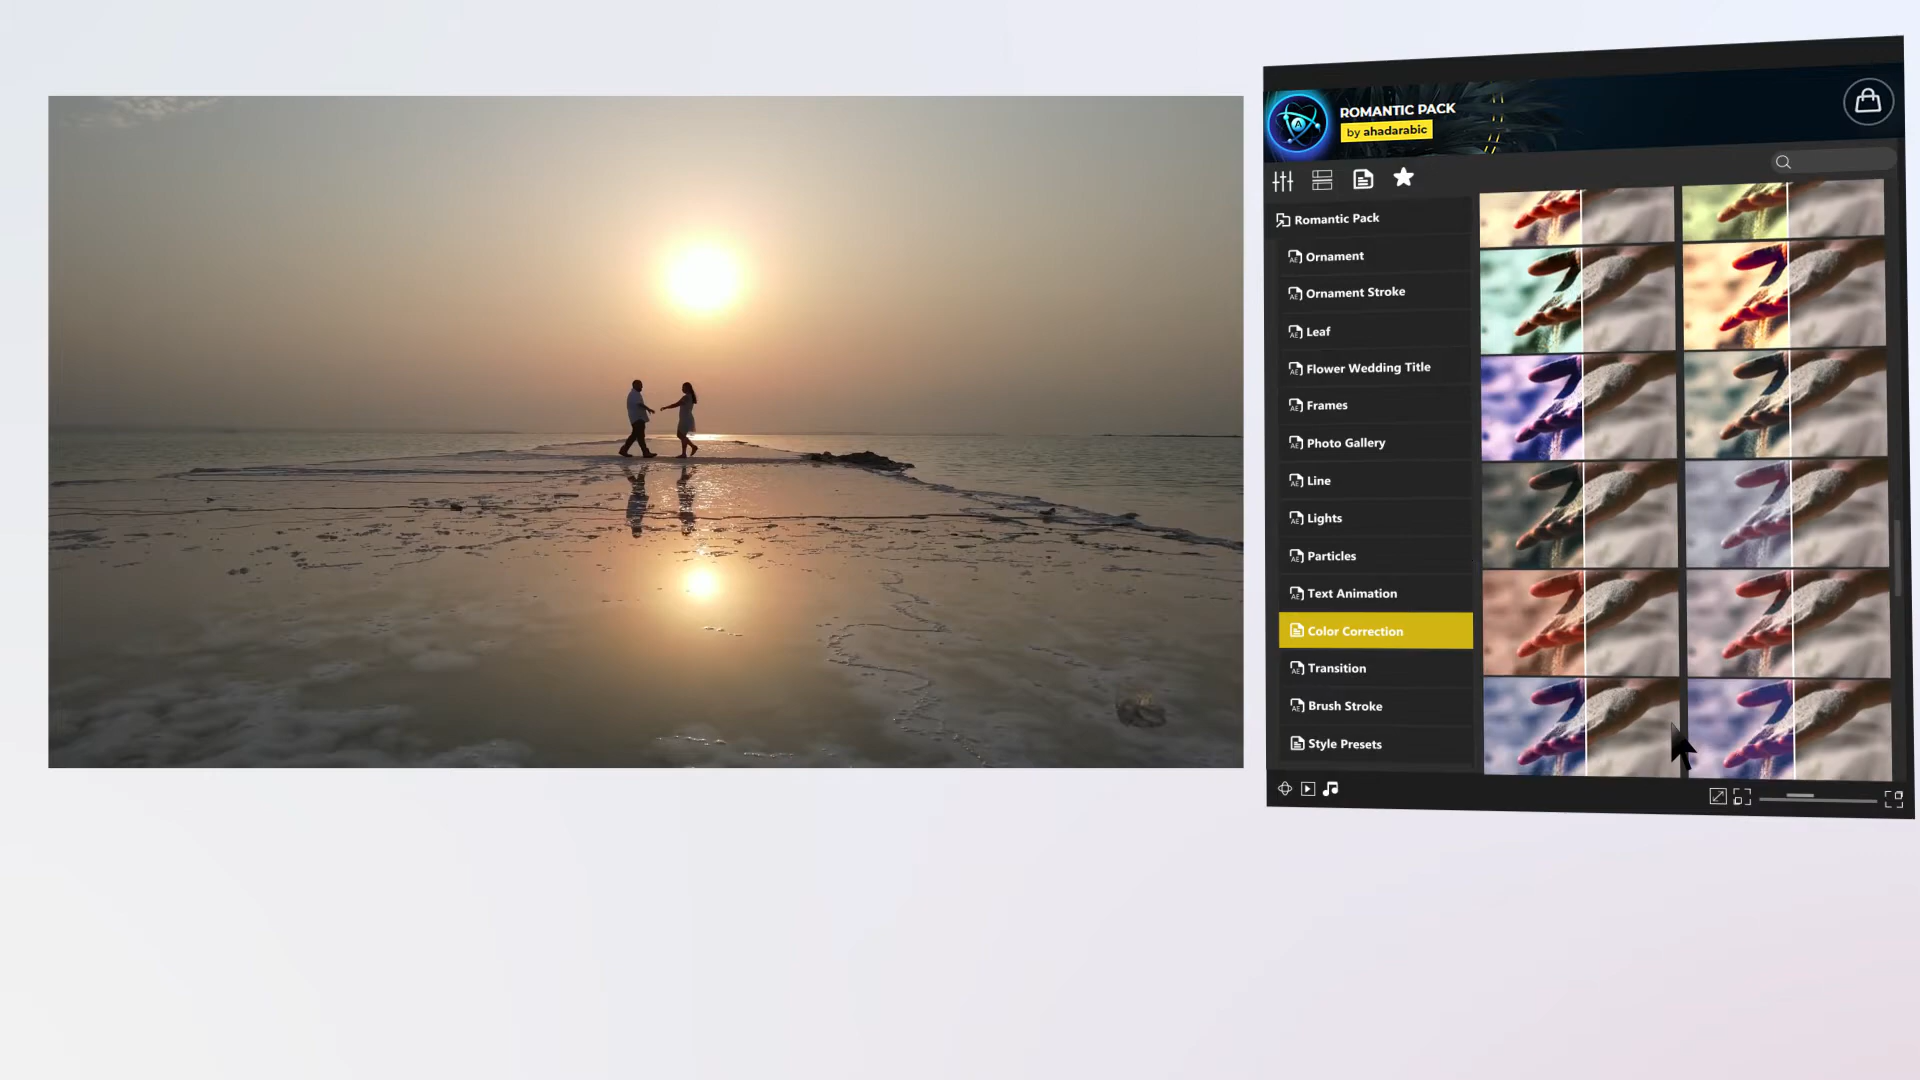 ROMANTIC PACK
by ahadarabic
Romantic Pack
Ornament
Ornament Stroke
Leaf
Flower Wedding Title
Frames
Photo Gallery
Line
Lights
Particles
Text Animation
Color Correction
Transition
Brush Stroke
Style Presets